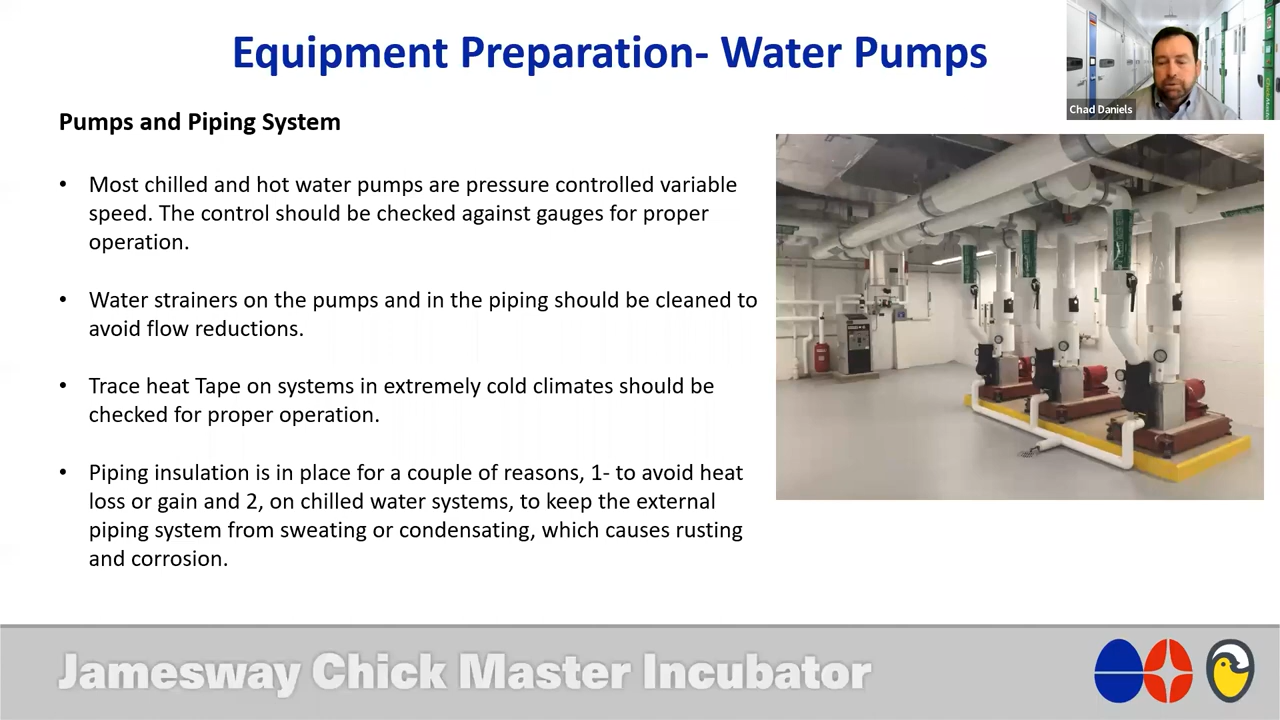 Equipment Preparation- Water Pumps
Chad Daniels
Pumps and Piping System
• Most chilled and hot water pumps are pressure controlled variable
speed. The control should be checked against gauges for proper
operation.
• Water strainers on the pumps and in the piping should be cleaned to
avoid flow reductions.
• Trace heat Tape on systems in extremely cold climates should be
checked for proper operation.
• Piping insulation is in place for a couple of reasons, 1- to avoid heat
loss or gain and 2, on chilled water systems, to keep the external
piping system from sweating or condensating, which causes rusting
and corrosion.
Jamesway Chick Master Incubator